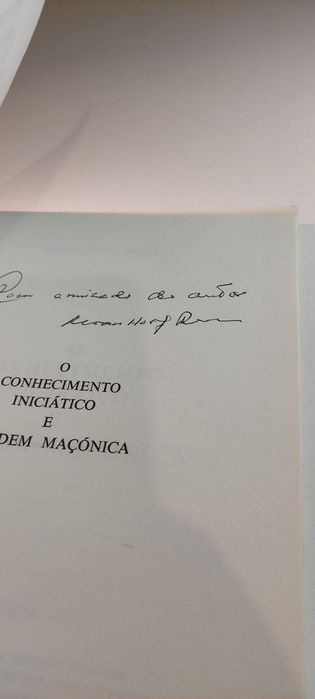 Com amizade do autor
O
CONHECIMENTO
INICIÁTICO
E
DEM MAÇÓNICA